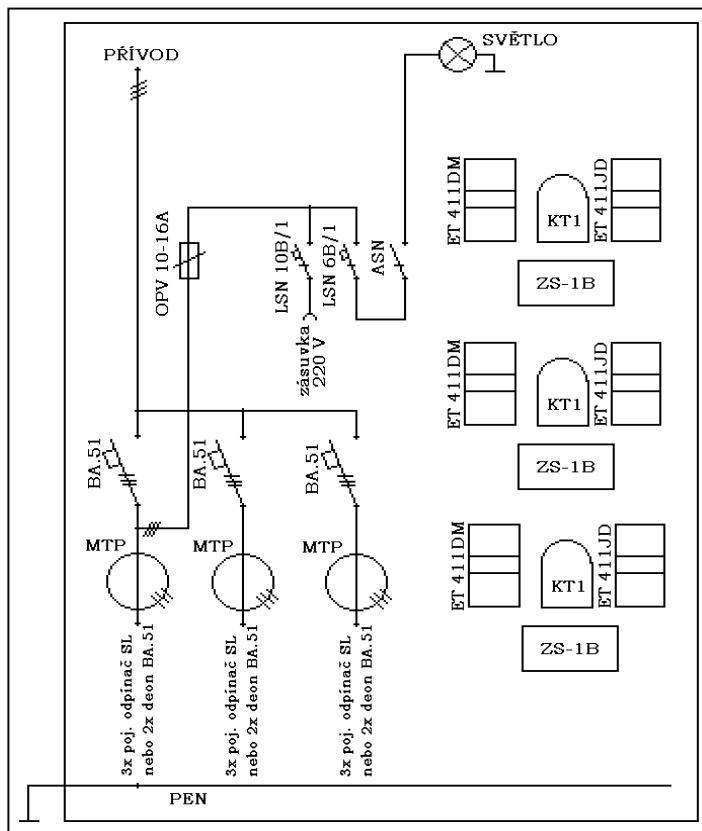 PŘÍVOD
SVĚTLO
OPV 10-16A
LSN 10B/1
LSN 6B/1
ASN
zásuvka
220 V
ET 411DM
KT1
ET 411JD
ZS-1B
ET 411DM
KT1
ET 411JD
ZS-1B
ET 411DM
KT1
ET 411JD
ZS-1B
BA.51
BA.51
BA.51
MTP
MTP
MTP
3x poj. odpínač SL
nebo 2x deon BA.51
3x poj. odpínač SL
nebo 2x deon BA.51
3x poj. odpínač SL
nebo 2x deon BA.51
PEN